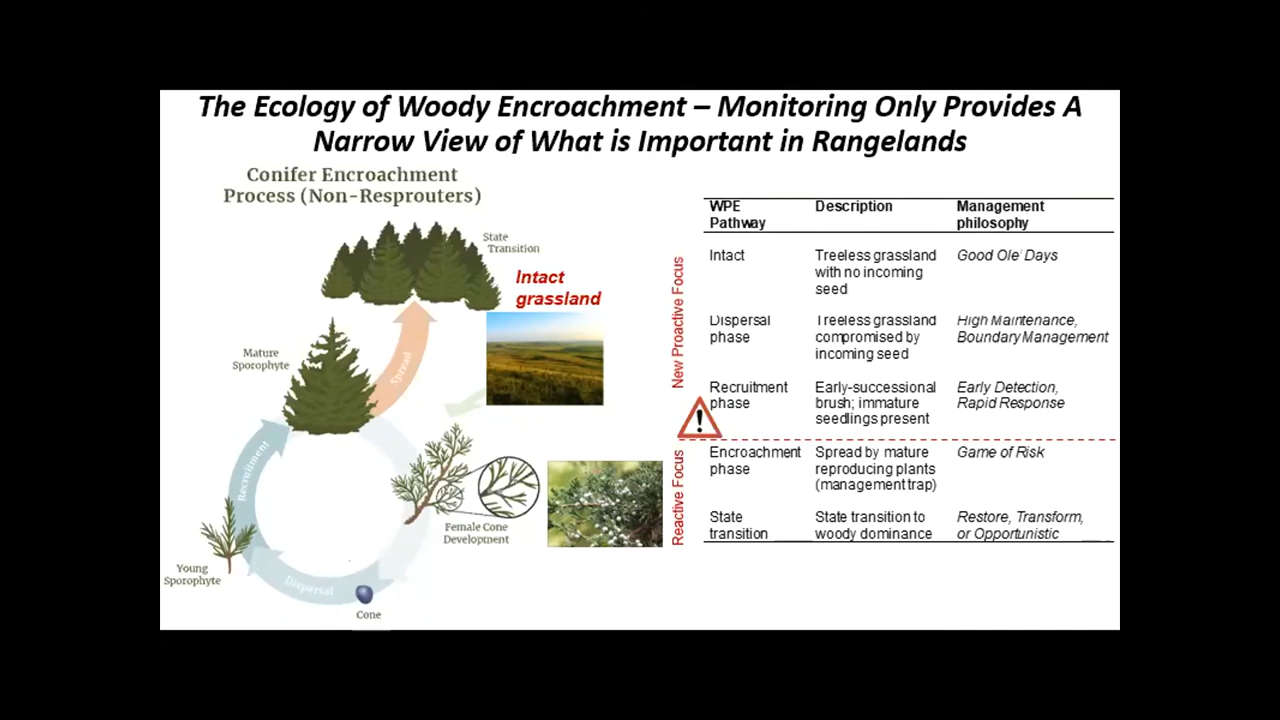 The Ecology of Woody Encroachment – Monitoring Only Provides A
Narrow View of What is Important in Rangelands
Conifer Encroachment
Process (Non-Resprouters)
State
Transition
Intact
grassland
Mature
Sporophyte
Spread
Recruitment
Female Cone
Development
Young
Sporophyte
Dispersal
Cone
New Proactive Focus
Reactive Focus
WPE
Pathway
Description
Management
philosophy
Intact
Treeless grassland
with no incoming
seed
Good Ole' Days
Dispersal
phase
Treeless grassland
compromised by
incoming seed
High Maintenance,
Boundary Management
Recruitment
phase
Early-successional
brush; immature
seedlings present
Early Detection,
Rapid Response
!
Encroachment
phase
Spread by mature
reproducing plants
(management trap)
Game of Risk
State
transition
State transition to
woody dominance
Restore, Transform,
or Opportunistic